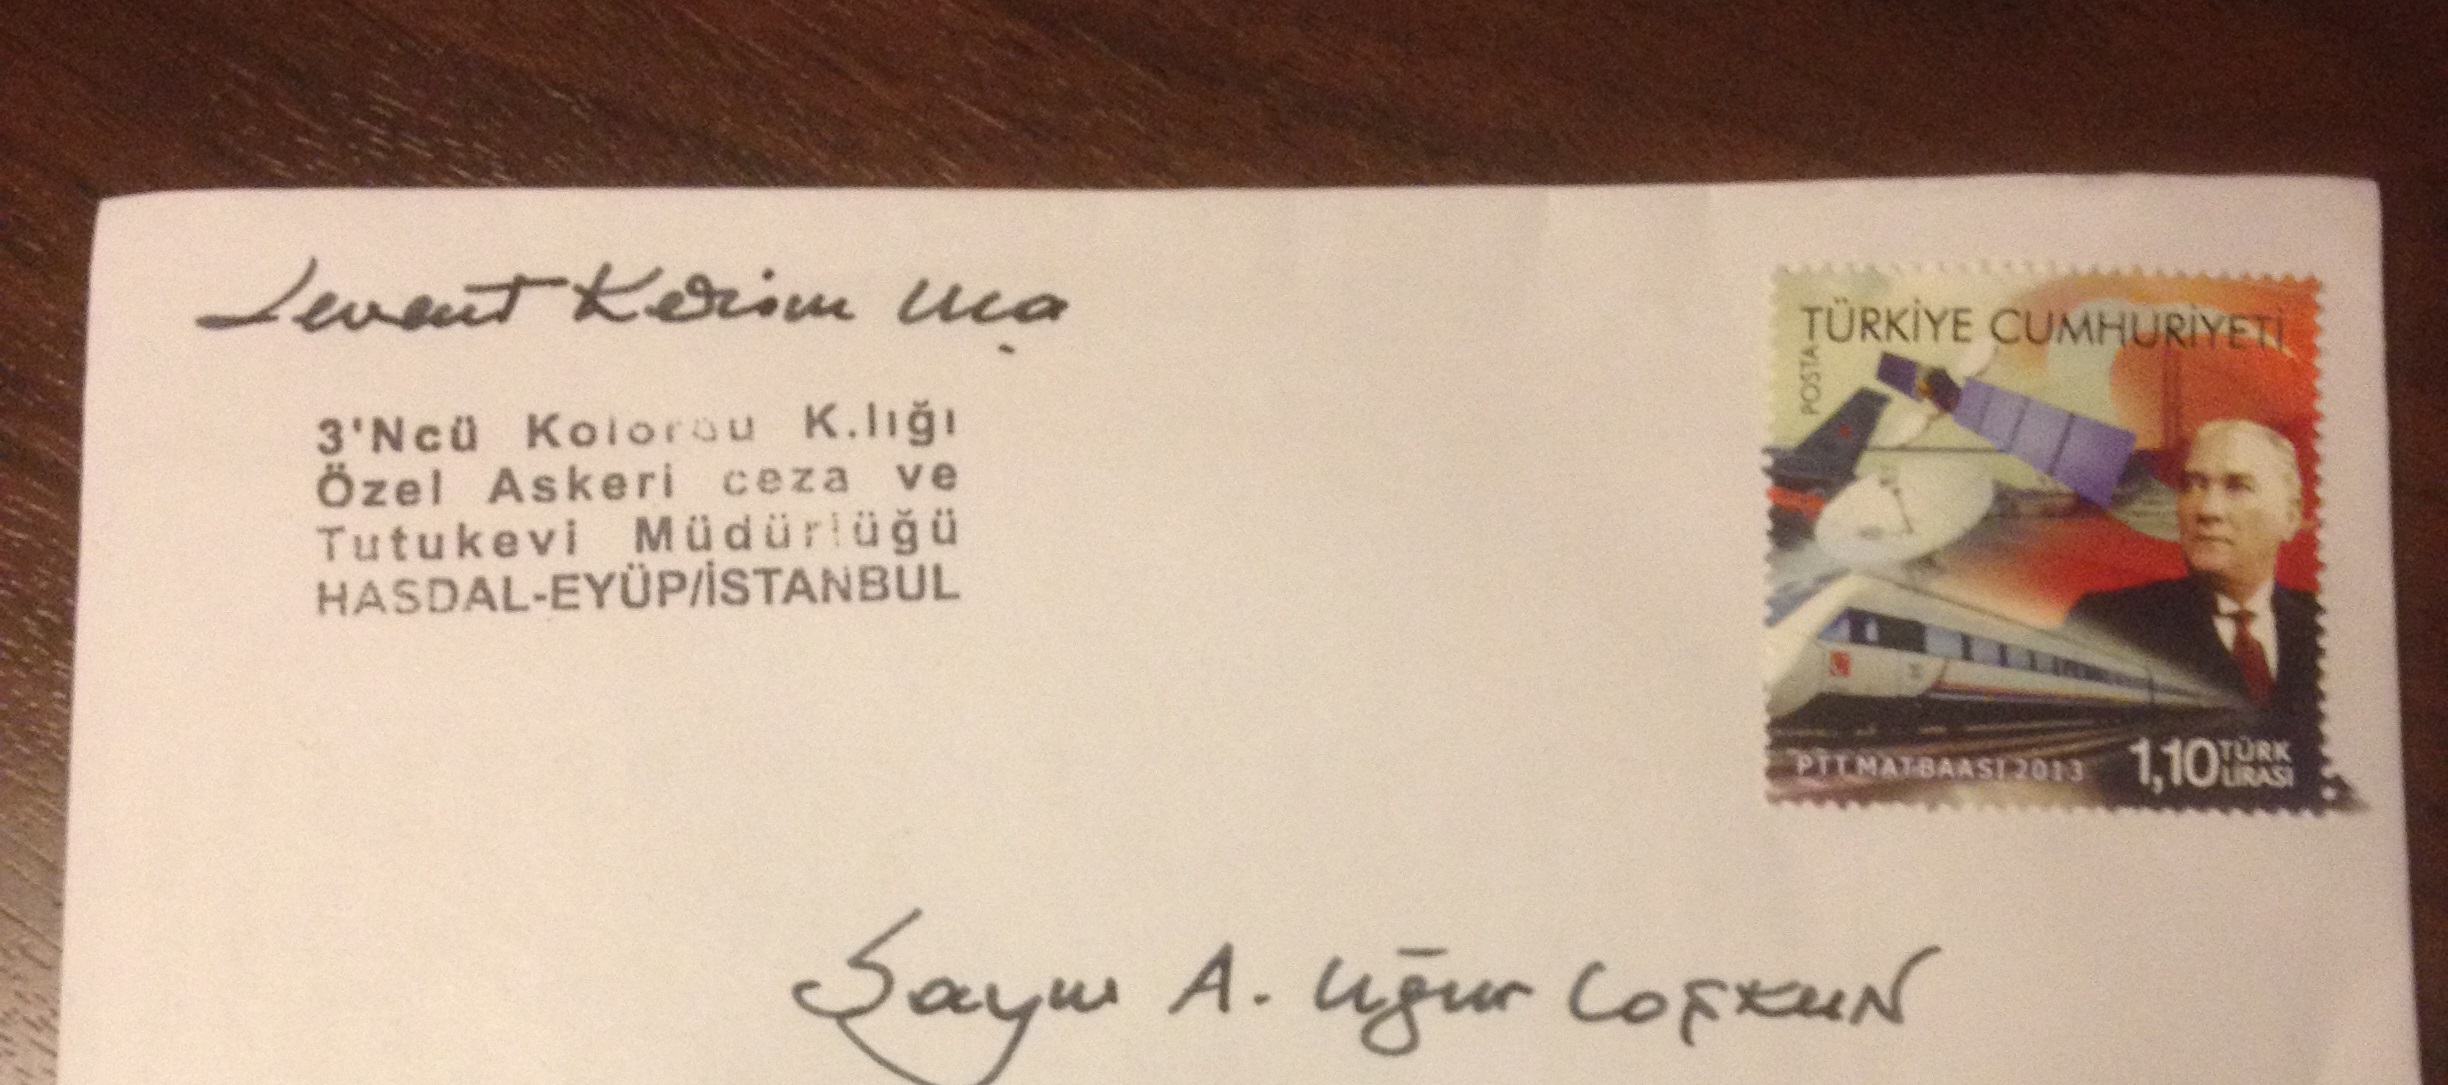 Levent Kerim Uça
3'Ncü Kolordu K.lığı
Özel Askeri ceza ve
Tutukevi Müdürlüğü
HASDAL-EYÜP/İSTANBUL
TÜRKİYE CUMHURİYETİ
POSTA
PTT MATBAASI 2013
1,10 TÜRK
LİRASI
Sayın A. Uğur COŞKUN